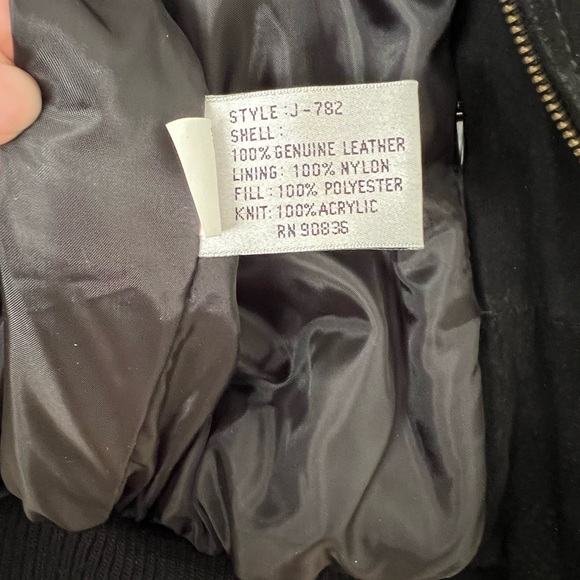 STYLE:J-782
SHELL:
100% GENUINE LEATHER
LINING: 100% NYLON
FILL:100% POLYESTER
KNIT:100%ACRYLIC
RN 90836